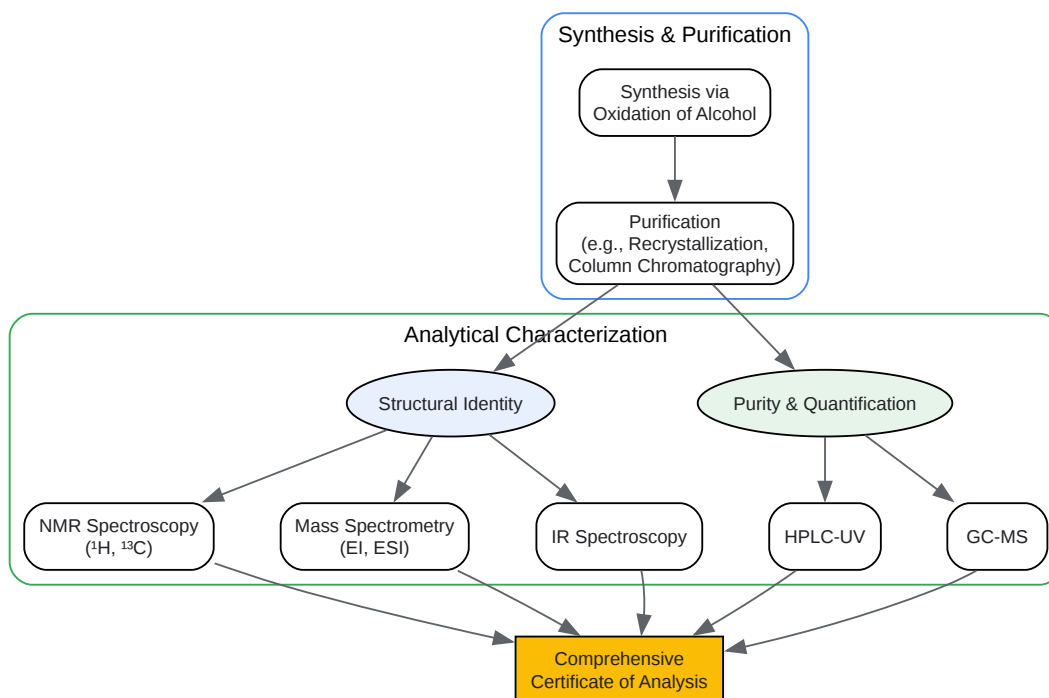 Synthesis & Purification
Synthesis via
Oxidation of Alcohol
Purification
(e.g., Recrystallization,
Column Chromatography)
Analytical Characterization
Structural Identity
Purity & Quantification
NMR Spectroscopy
(¹H, ¹³C)
Mass Spectrometry
(EI, ESI)
IR Spectroscopy
HPLC-UV
GC-MS
Comprehensive
Certificate of Analysis